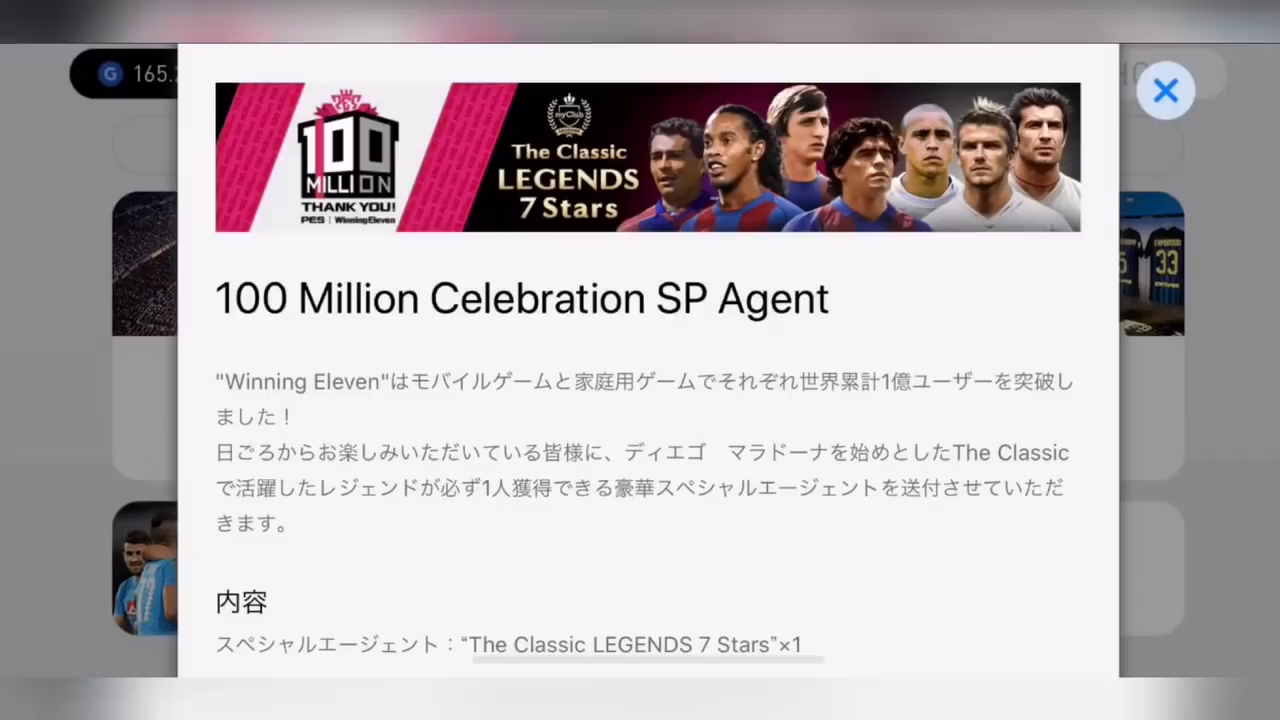 G 165.
100
MILLION
THANK YOU!
PES | Winning Eleven
myClub
The Classic
LEGENDS
7 Stars
33
100 Million Celebration SP Agent
"Winning Eleven"はモバイルゲームと家庭用ゲームでそれぞれ世界累計1億ユーザーを突破し
ました！
日ごろからお楽しみいただいている皆様に、ディエゴ　マラドーナを始めとしたThe Classic
で活躍したレジェンドが必ず1人獲得できる豪華スペシャルエージェントを送付させていただ
きます。
内容
スペシャルエージェント：“The Classic LEGENDS 7 Stars”×1